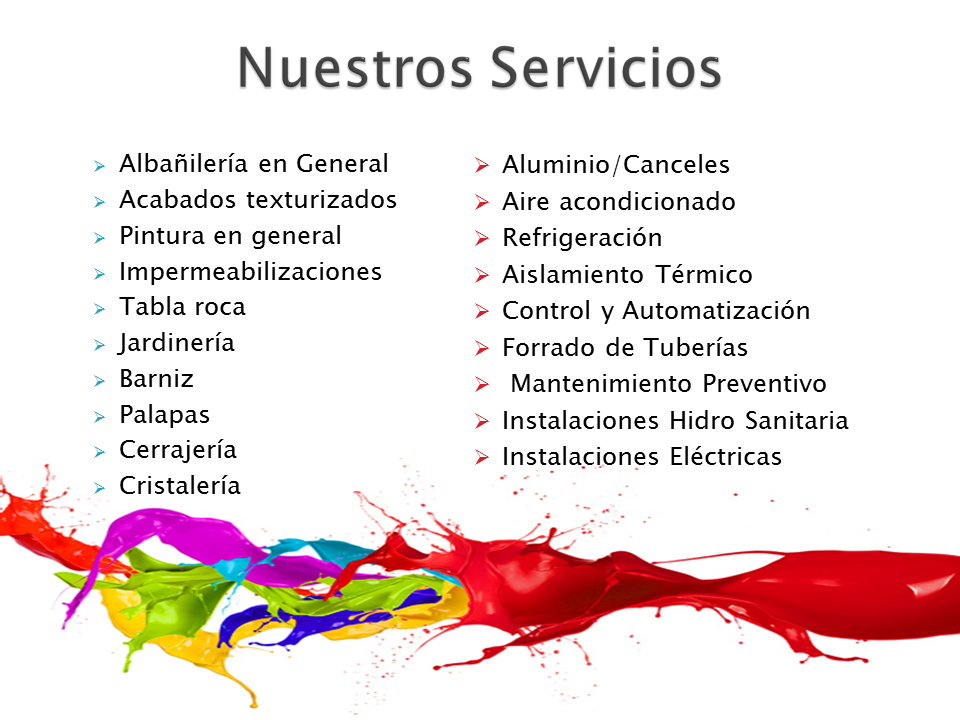 Nuestros Servicios
Albañilería en General
Acabados texturizados
Pintura en general
Impermeabilizaciones
Tabla roca
Jardinería
Barniz
Palapas
Cerrajería
Cristalería
Aluminio/Canceles
Aire acondicionado
Refrigeración
Aislamiento Térmico
Control y Automatización
Forrado de Tuberías
Mantenimiento Preventivo
Instalaciones Hidro Sanitaria
Instalaciones Eléctricas